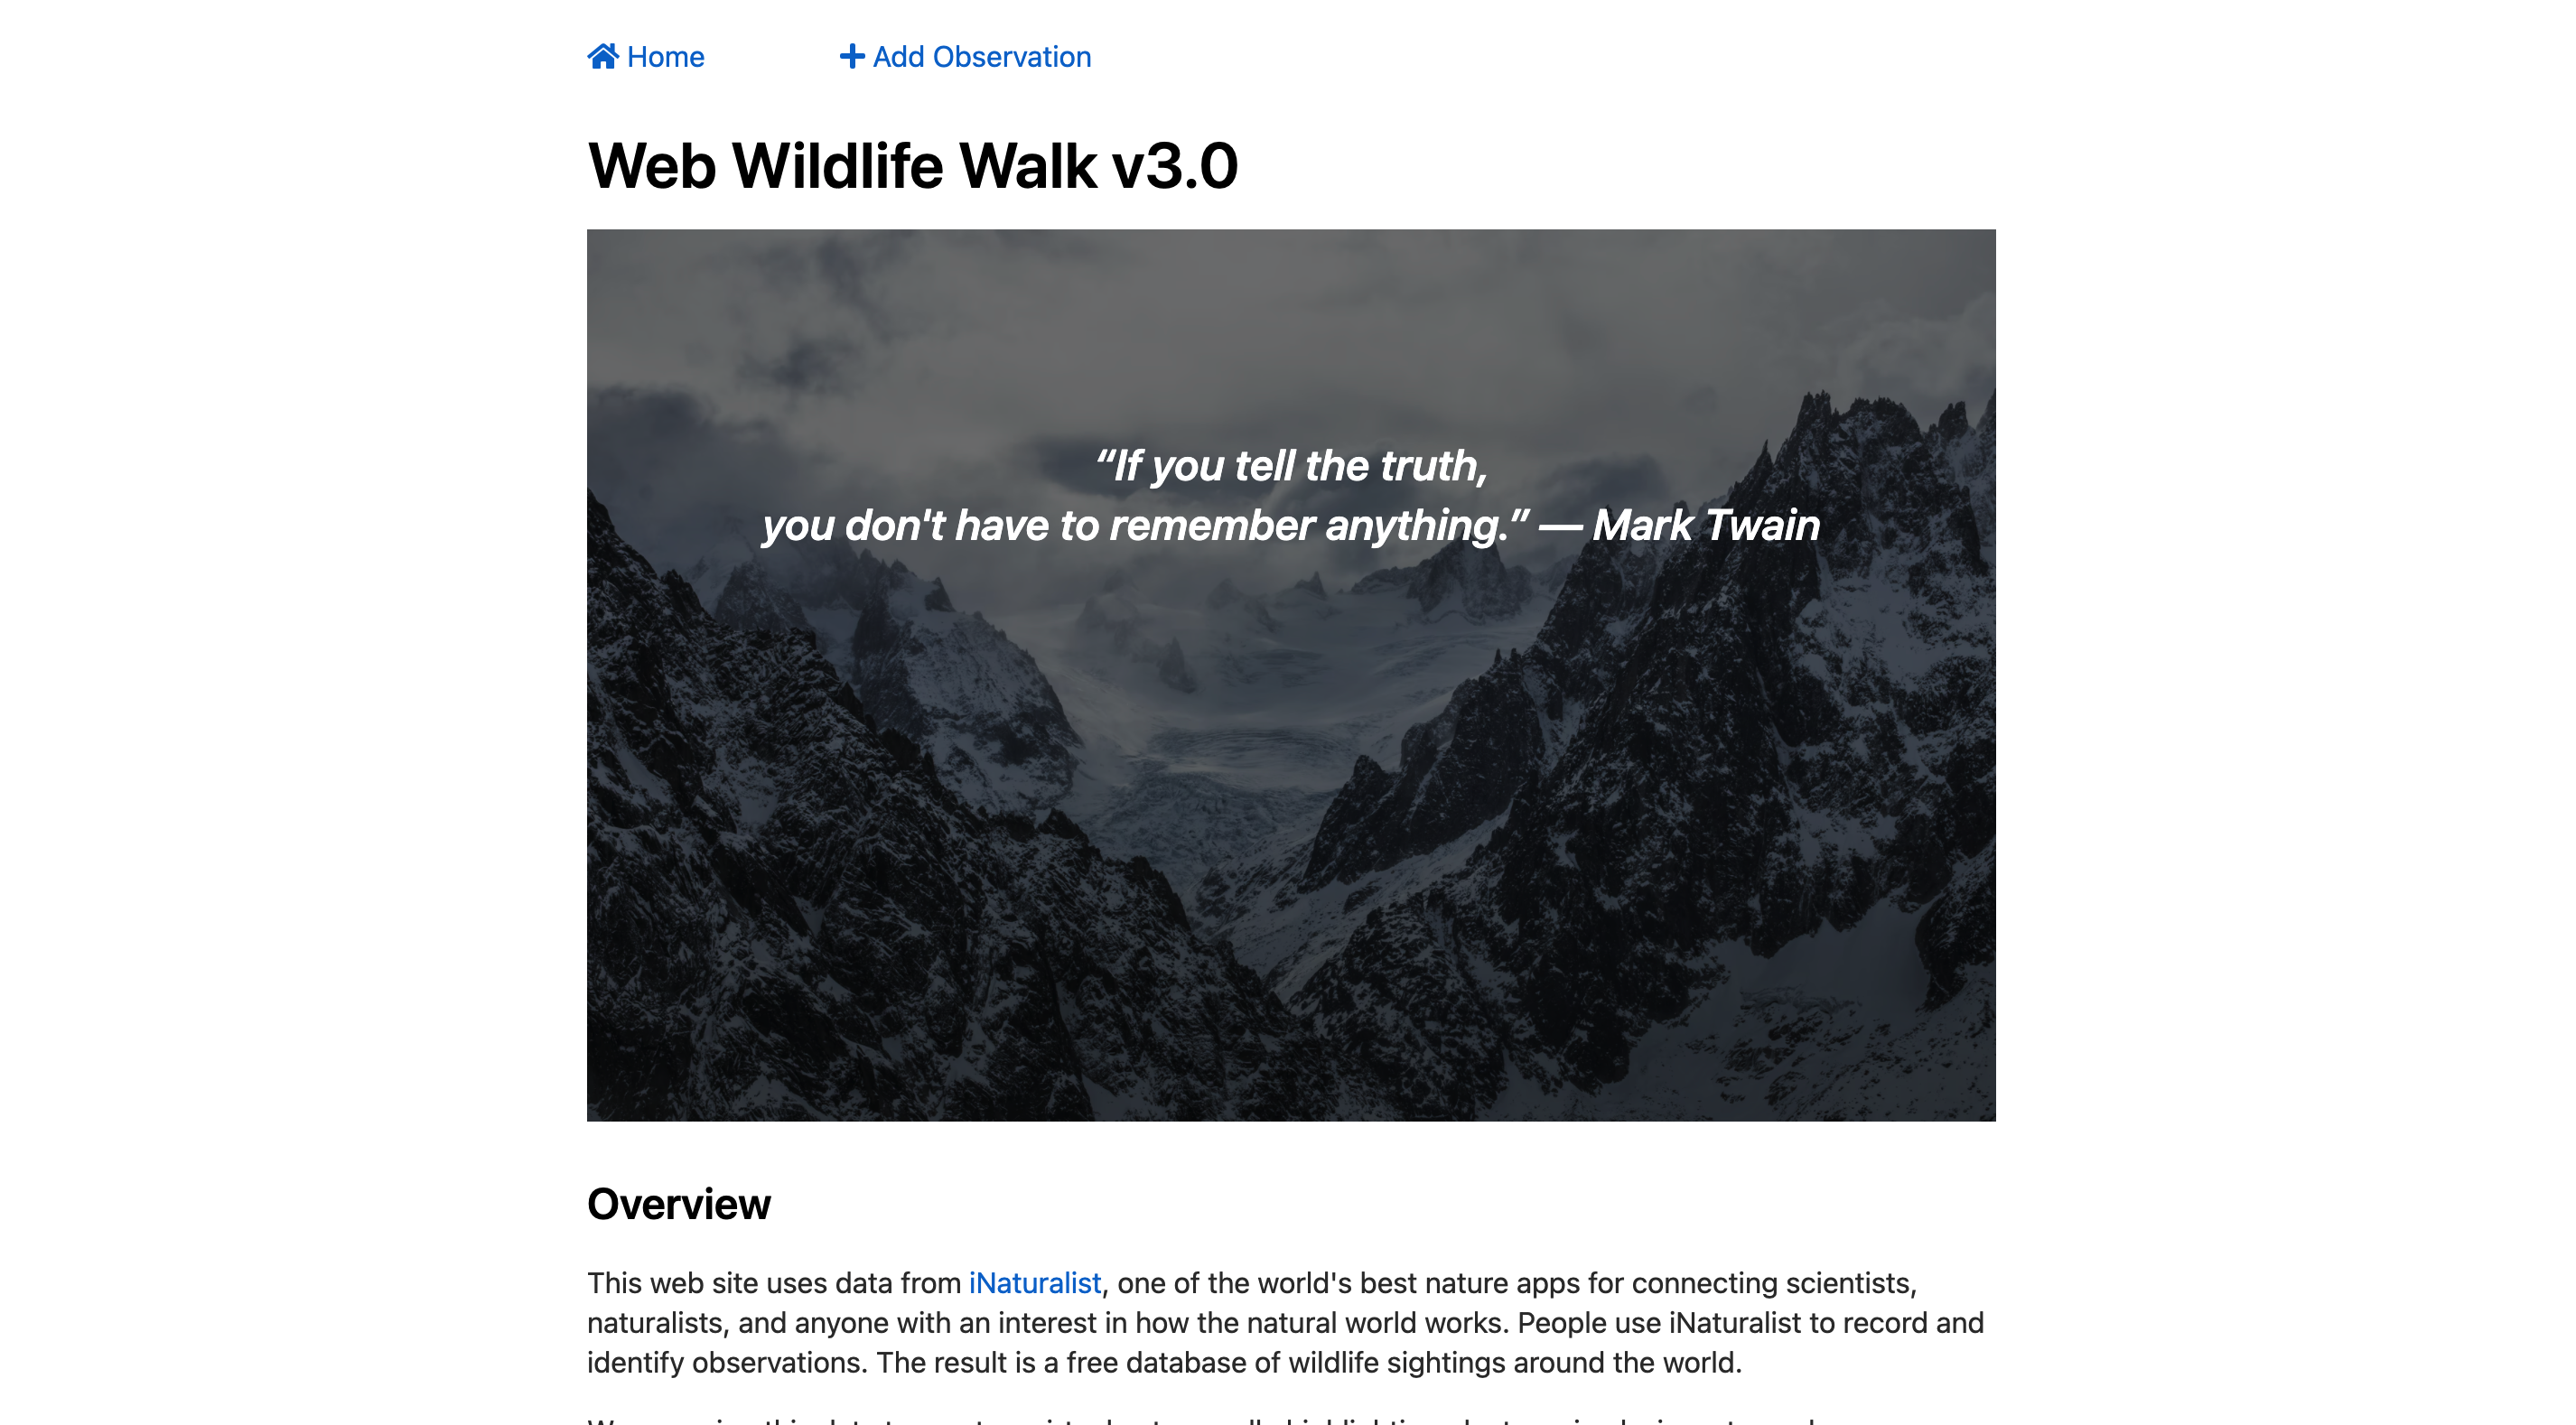 Home
Add Observation
Web Wildlife Walk v3.0
“If you tell the truth,
you don't have to remember anything.” — Mark Twain
Overview
This web site uses data from iNaturalist, one of the world's best nature apps for connecting scientists,
naturalists, and anyone with an interest in how the natural world works. People use iNaturalist to record and
identify observations. The result is a free database of wildlife sightings around the world.